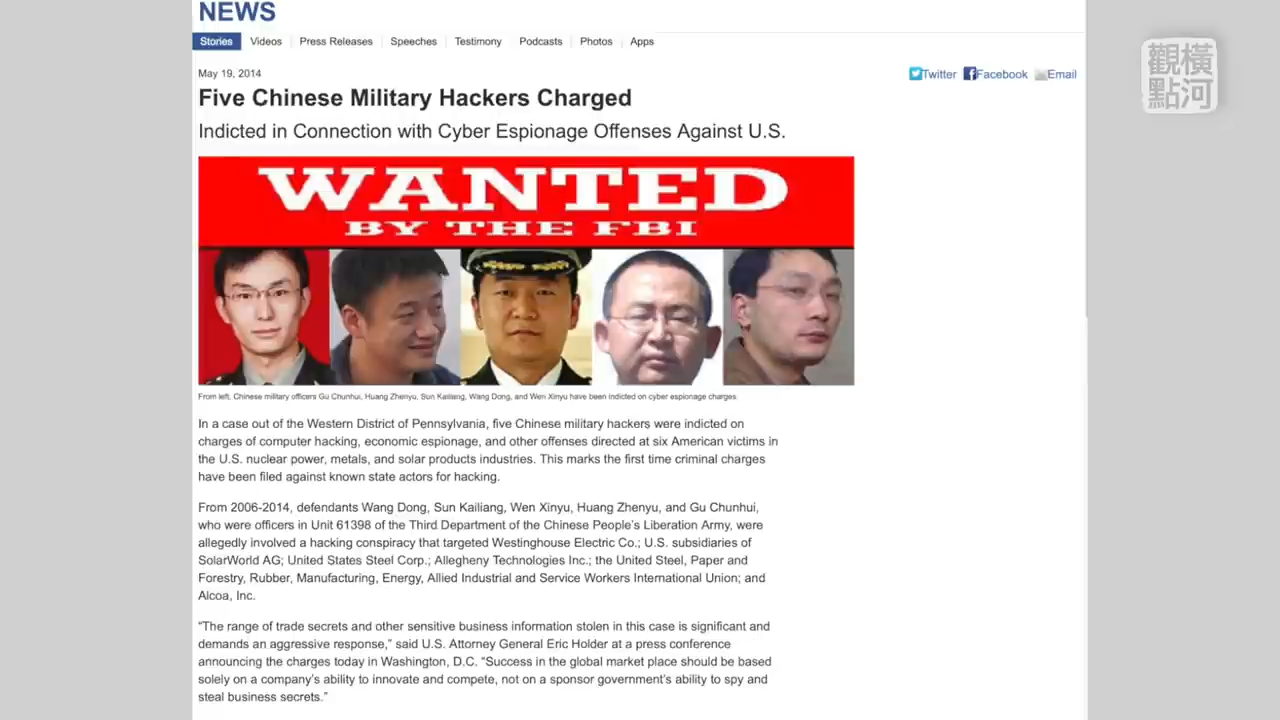 NEWS
Stories Videos Press Releases Speeches Testimony Podcasts Photos Apps
May 19, 2014
Twitter Facebook Email
橫河觀點
Five Chinese Military Hackers Charged
Indicted in Connection with Cyber Espionage Offenses Against U.S.
WANTED
BY THE FBI
From left, Chinese military officers Gu Chunhui, Huang Zhenyu, Sun Kailiang, Wang Dong, and Wen Xinyu have been indicted on cyber espionage charges.
In a case out of the Western District of Pennsylvania, five Chinese military hackers were indicted on
charges of computer hacking, economic espionage, and other offenses directed at six American victims in
the U.S. nuclear power, metals, and solar products industries. This marks the first time criminal charges
have been filed against known state actors for hacking.
From 2006-2014, defendants Wang Dong, Sun Kailiang, Wen Xinyu, Huang Zhenyu, and Gu Chunhui,
who were officers in Unit 61398 of the Third Department of the Chinese People's Liberation Army, were
allegedly involved a hacking conspiracy that targeted Westinghouse Electric Co.; U.S. subsidiaries of
SolarWorld AG; United States Steel Corp.; Allegheny Technologies Inc.; the United Steel, Paper and
Forestry, Rubber, Manufacturing, Energy, Allied Industrial and Service Workers International Union; and
Alcoa, Inc.
“The range of trade secrets and other sensitive business information stolen in this case is significant and
demands an aggressive response,” said U.S. Attorney General Eric Holder at a press conference
announcing the charges today in Washington, D.C. “Success in the global market place should be based
solely on a company's ability to innovate and compete, not on a sponsor government's ability to spy and
steal business secrets.”